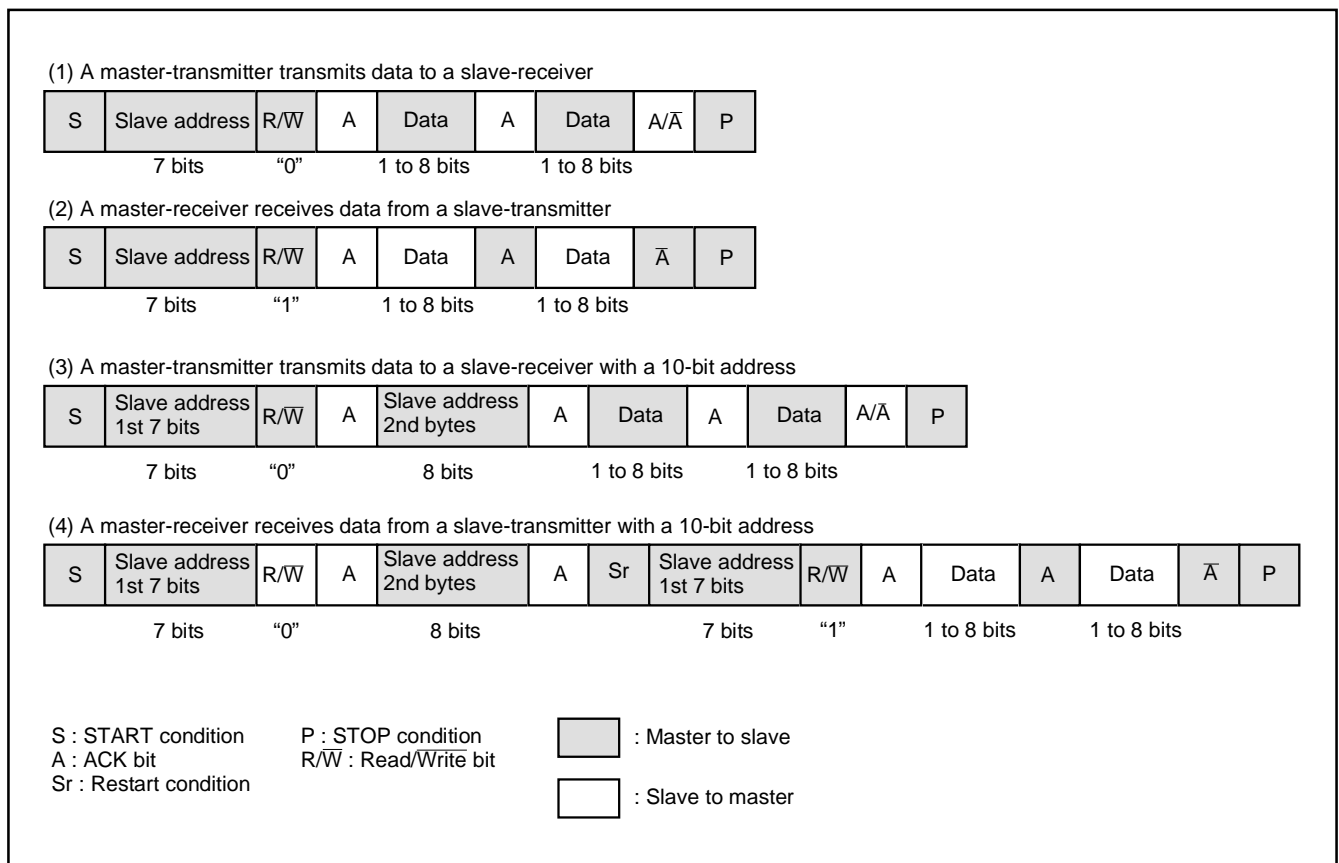 (1) A master-transmitter transmits data to a slave-receiver
S Slave address R/W̅ A Data A Data A/A̅ P
7 bits “0” 1 to 8 bits 1 to 8 bits
(2) A master-receiver receives data from a slave-transmitter
S Slave address R/W̅ A Data A Data A̅ P
7 bits “1” 1 to 8 bits 1 to 8 bits
(3) A master-transmitter transmits data to a slave-receiver with a 10-bit address
S Slave address 1st 7 bits R/W̅ A Slave address 2nd bytes A Data A Data A/A̅ P
7 bits “0” 8 bits 1 to 8 bits 1 to 8 bits
(4) A master-receiver receives data from a slave-transmitter with a 10-bit address
S Slave address 1st 7 bits R/W̅ A Slave address 2nd bytes A Sr Slave address 1st 7 bits R/W̅ A Data A Data A̅ P
7 bits “0” 8 bits 7 bits “1” 1 to 8 bits 1 to 8 bits
S : START condition P : STOP condition : Master to slave
A : ACK bit R/W̅ : Read/W̅r̅i̅t̅e̅ bit
Sr : Restart condition
: Slave to master